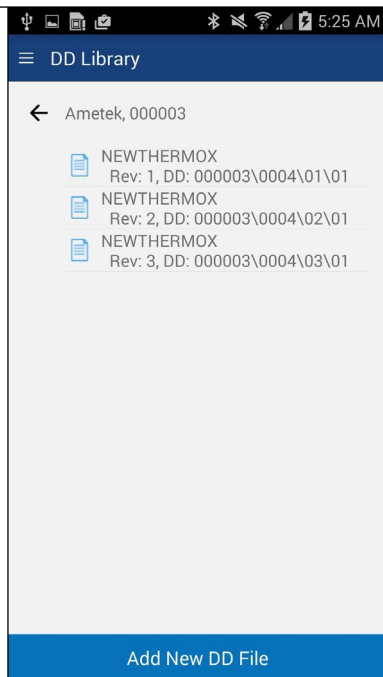 5:25 AM
DD Library
Ametek, 000003
NEWTHERMOX
Rev: 1, DD: 000003\0004\01\01
NEWTHERMOX
Rev: 2, DD: 000003\0004\02\01
NEWTHERMOX
Rev: 3, DD: 000003\0004\03\01
Add New DD File